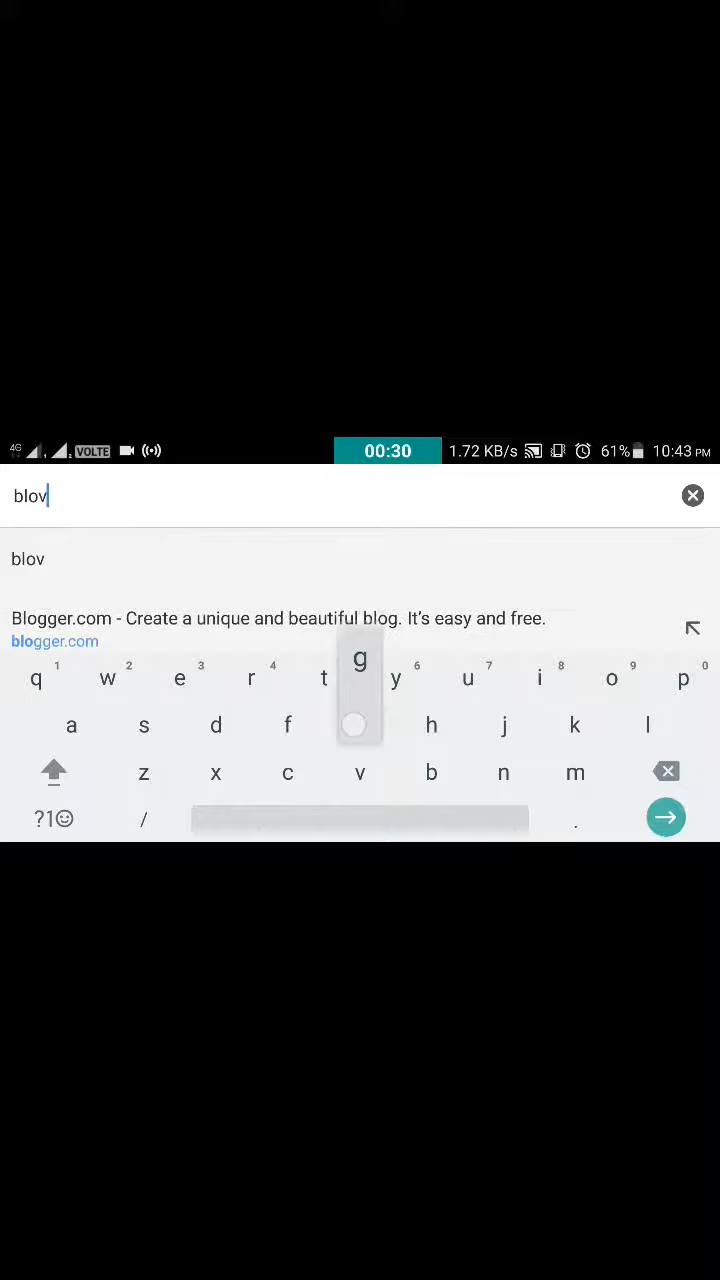 4G VOLTE 00:30 1.72 KB/s 61% 10:43 PM
blov
blov
Blogger.com - Create a unique and beautiful blog. It's easy and free.
blogger.com
g
q 1 w 2 e 3 r 4 t y 6 u 7 i 8 o 9 p 0
a s d f h j k l
z x c v b n m
?1 / .